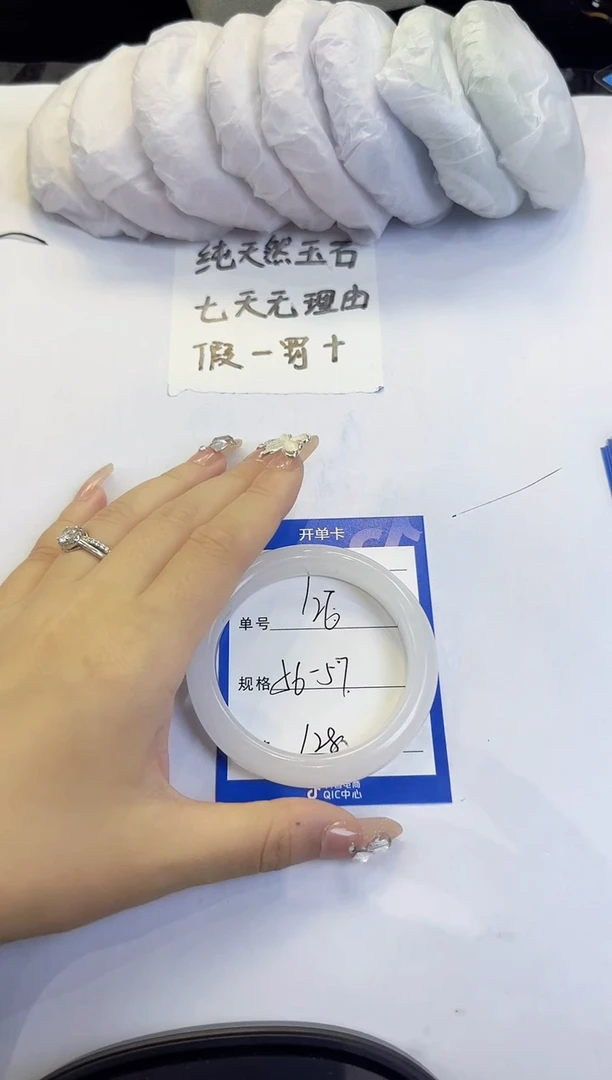 纯天然玉石
七天无理由
假一罚十
开单卡
单号
规格 56-57
128
QIC中心